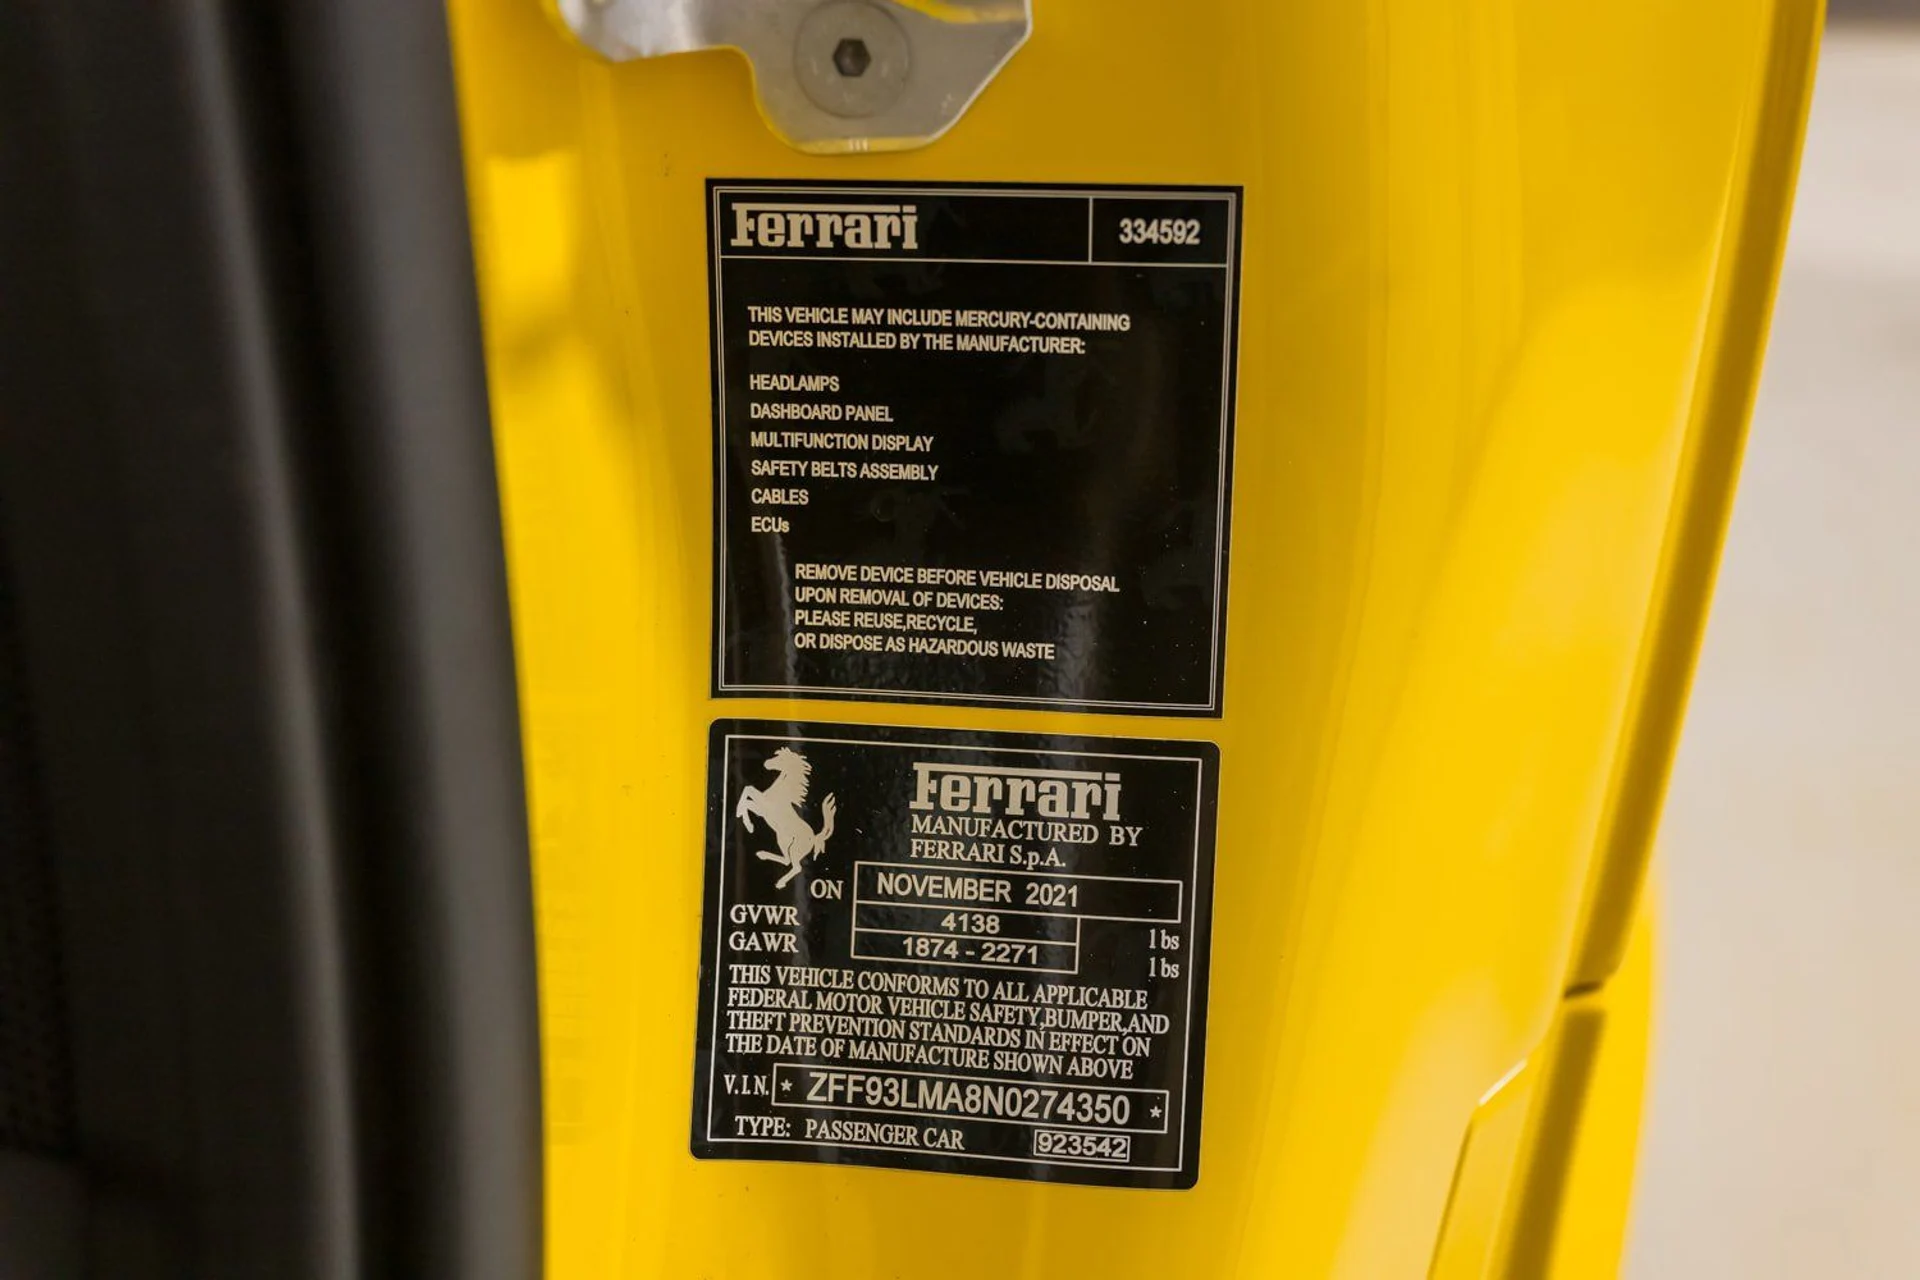 Ferrari 334592
THIS VEHICLE MAY INCLUDE MERCURY-CONTAINING
DEVICES INSTALLED BY THE MANUFACTURER:
HEADLAMPS
DASHBOARD PANEL
MULTIFUNCTION DISPLAY
SAFETY BELTS ASSEMBLY
CABLES
ECUs
REMOVE DEVICE BEFORE VEHICLE DISPOSAL
UPON REMOVAL OF DEVICES:
PLEASE REUSE,RECYCLE,
OR DISPOSE AS HAZARDOUS WASTE
Ferrari
MANUFACTURED BY
FERRARI S.p.A.
ON NOVEMBER 2021
GVWR 4138 lbs
GAWR 1874 - 2271 lbs
THIS VEHICLE CONFORMS TO ALL APPLICABLE
FEDERAL MOTOR VEHICLE SAFETY,BUMPER,AND
THEFT PREVENTION STANDARDS IN EFFECT ON
THE DATE OF MANUFACTURE SHOWN ABOVE
V.I.N. * ZFF93LMA8N0274350 *
TYPE: PASSENGER CAR 923542